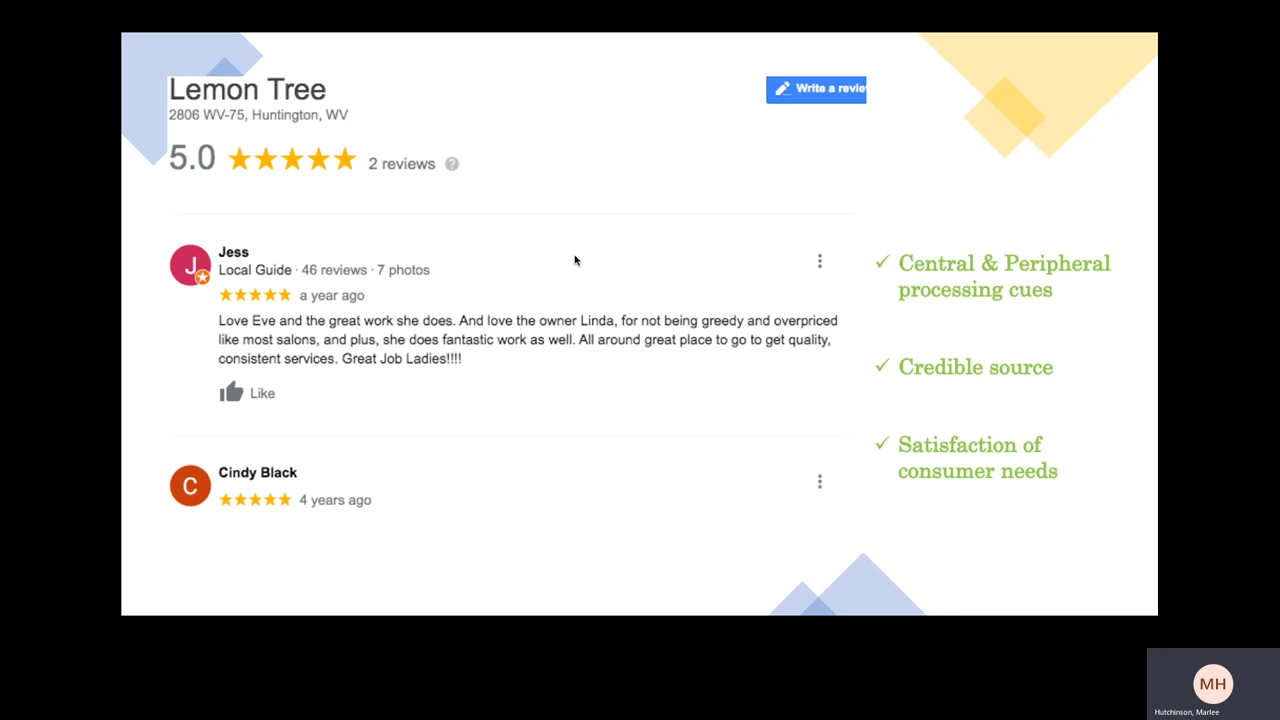 Lemon Tree
Write a revie
2806 WV-75, Huntington, WV
5.0 2 reviews ?
J
Jess
Local Guide · 46 reviews · 7 photos
a year ago
Love Eve and the great work she does. And love the owner Linda, for not being greedy and overpriced
like most salons, and plus, she does fantastic work as well. All around great place to go to get quality,
consistent services. Great Job Ladies!!!!
Like
C
Cindy Black
4 years ago
✓ Central & Peripheral
processing cues
✓ Credible source
✓ Satisfaction of
consumer needs
MH
Hutchinson, Marlee